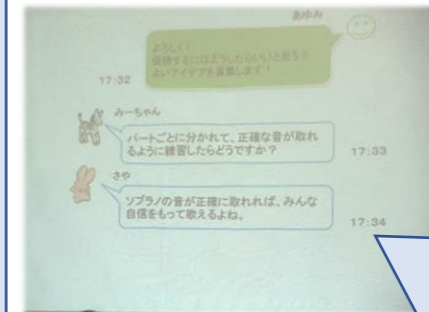 あゆみ
よろしく！
優勝するにはどうしたらいいと思う？
よいアイデアを募集します！
17:32
みーちゃん
パートごとに分かれて、正確な音が取れ
るように練習したらどうですか？
17:33
さや
ソプラノの音が正確に取れれば、みんな
自信をもって歌えるよね。
17:34